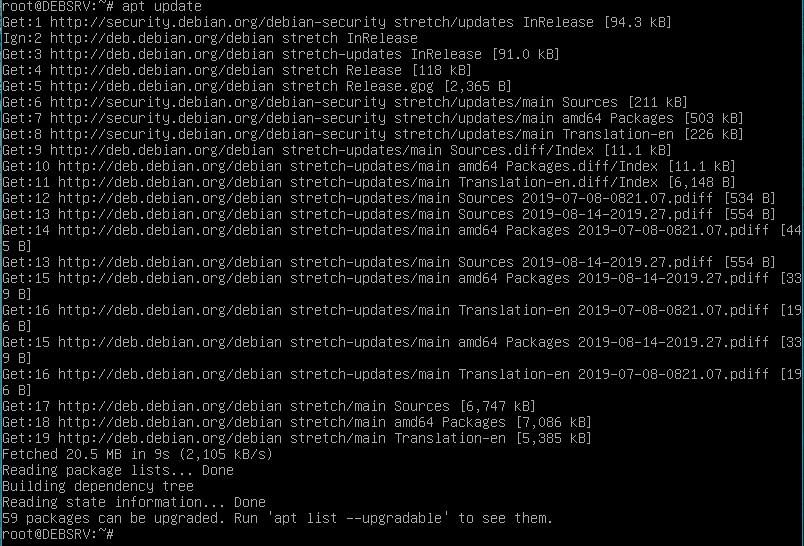 root@DEBSRV:~# apt update
Get:1 http://security.debian.org/debian-security stretch/updates InRelease [94.3 kB]
Ign:2 http://deb.debian.org/debian stretch InRelease
Get:3 http://deb.debian.org/debian stretch-updates InRelease [91.0 kB]
Get:4 http://deb.debian.org/debian stretch Release [118 kB]
Get:5 http://deb.debian.org/debian stretch Release.gpg [2,365 B]
Get:6 http://security.debian.org/debian-security stretch/updates/main Sources [211 kB]
Get:7 http://security.debian.org/debian-security stretch/updates/main amd64 Packages [503 kB]
Get:8 http://security.debian.org/debian-security stretch/updates/main Translation-en [226 kB]
Get:9 http://deb.debian.org/debian stretch-updates/main Sources.diff/Index [11.1 kB]
Get:10 http://deb.debian.org/debian stretch-updates/main amd64 Packages.diff/Index [11.1 kB]
Get:11 http://deb.debian.org/debian stretch-updates/main Translation-en.diff/Index [6,148 B]
Get:12 http://deb.debian.org/debian stretch-updates/main Sources 2019-07-08-0821.07.pdiff [534 B]
Get:13 http://deb.debian.org/debian stretch-updates/main Sources 2019-08-14-2019.27.pdiff [554 B]
Get:14 http://deb.debian.org/debian stretch-updates/main amd64 Packages 2019-07-08-0821.07.pdiff [44
5 B]
Get:13 http://deb.debian.org/debian stretch-updates/main Sources 2019-08-14-2019.27.pdiff [554 B]
Get:15 http://deb.debian.org/debian stretch-updates/main amd64 Packages 2019-08-14-2019.27.pdiff [33
9 B]
Get:16 http://deb.debian.org/debian stretch-updates/main Translation-en 2019-07-08-0821.07.pdiff [19
6 B]
Get:15 http://deb.debian.org/debian stretch-updates/main amd64 Packages 2019-08-14-2019.27.pdiff [33
9 B]
Get:16 http://deb.debian.org/debian stretch-updates/main Translation-en 2019-07-08-0821.07.pdiff [19
6 B]
Get:17 http://deb.debian.org/debian stretch/main Sources [6,747 kB]
Get:18 http://deb.debian.org/debian stretch/main amd64 Packages [7,086 kB]
Get:19 http://deb.debian.org/debian stretch/main Translation-en [5,385 kB]
Fetched 20.5 MB in 9s (2,105 kB/s)
Reading package lists... Done
Building dependency tree
Reading state information... Done
59 packages can be upgraded. Run 'apt list --upgradable' to see them.
root@DEBSRV:~#